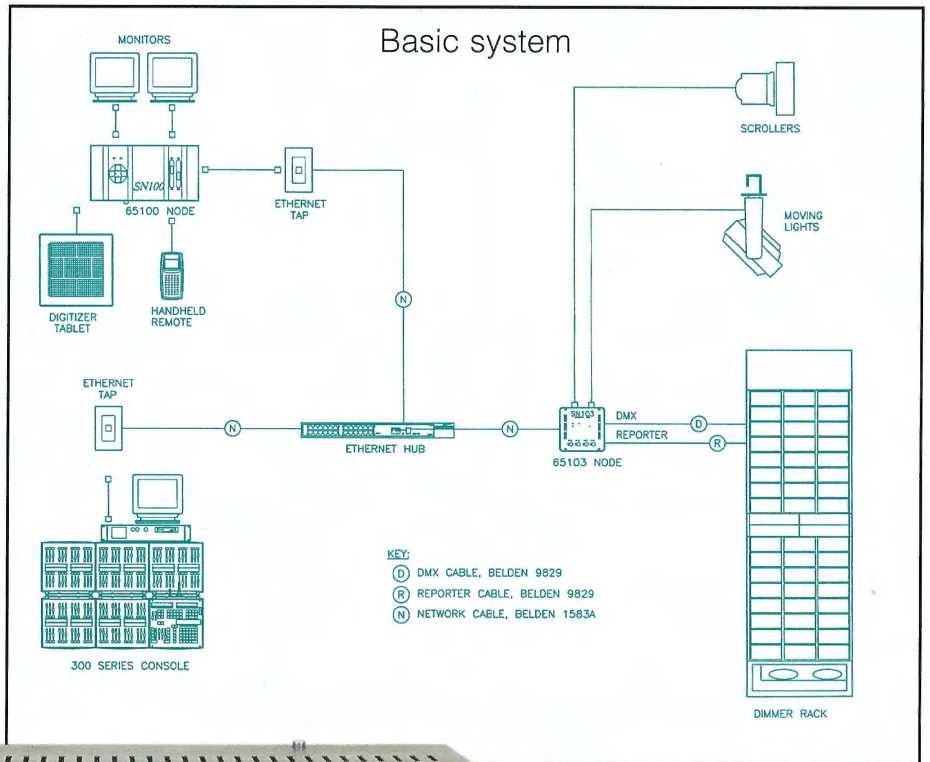 Basic system
MONITORS
SN100
65100 NODE
ETHERNET
TAP
DIGITIZER
TABLET
HANDHELD
REMOTE
SCROLLERS
MOVING
LIGHTS
N
ETHERNET
TAP
N
ETHERNET HUB
N
SN103
65103 NODE
DMX
D
REPORTER
R
300 SERIES CONSOLE
KEY:
D DMX CABLE, BELDEN 9829
R REPORTER CABLE, BELDEN 9829
N NETWORK CABLE, BELDEN 1583A
DIMMER RACK